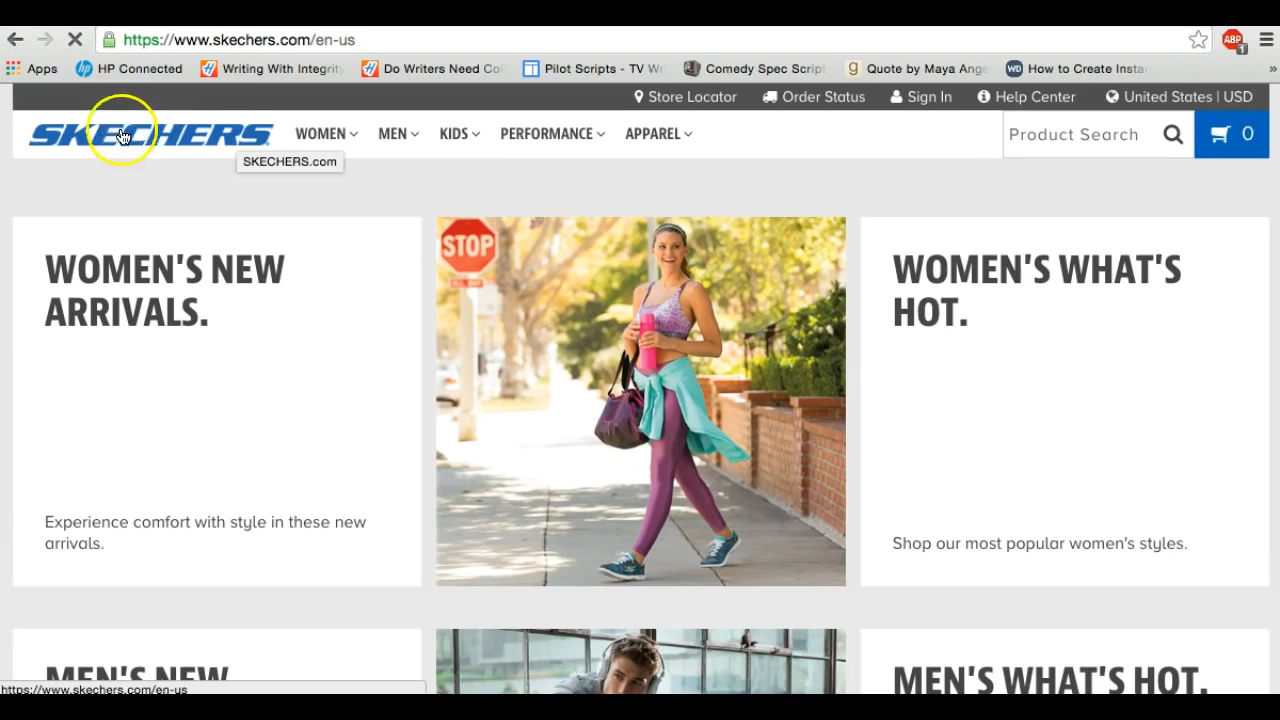 https://www.skechers.com/en-us
ABP
1
Apps HP Connected Writing With Integrity Do Writers Need Co Pilot Scripts - TV W Comedy Spec Script Quote by Maya Ange How to Create Insta »
Store Locator Order Status Sign In Help Center United States | USD
SKECHERS WOMEN MEN KIDS PERFORMANCE APPAREL Product Search 0
SKECHERS.com
WOMEN'S NEW
ARRIVALS.
Experience comfort with style in these new
arrivals.
STOP
WOMEN'S WHAT'S
HOT.
Shop our most popular women's styles.
MEN'S NEW
MEN'S WHAT'S HOT.
https://www.skechers.com/en-us